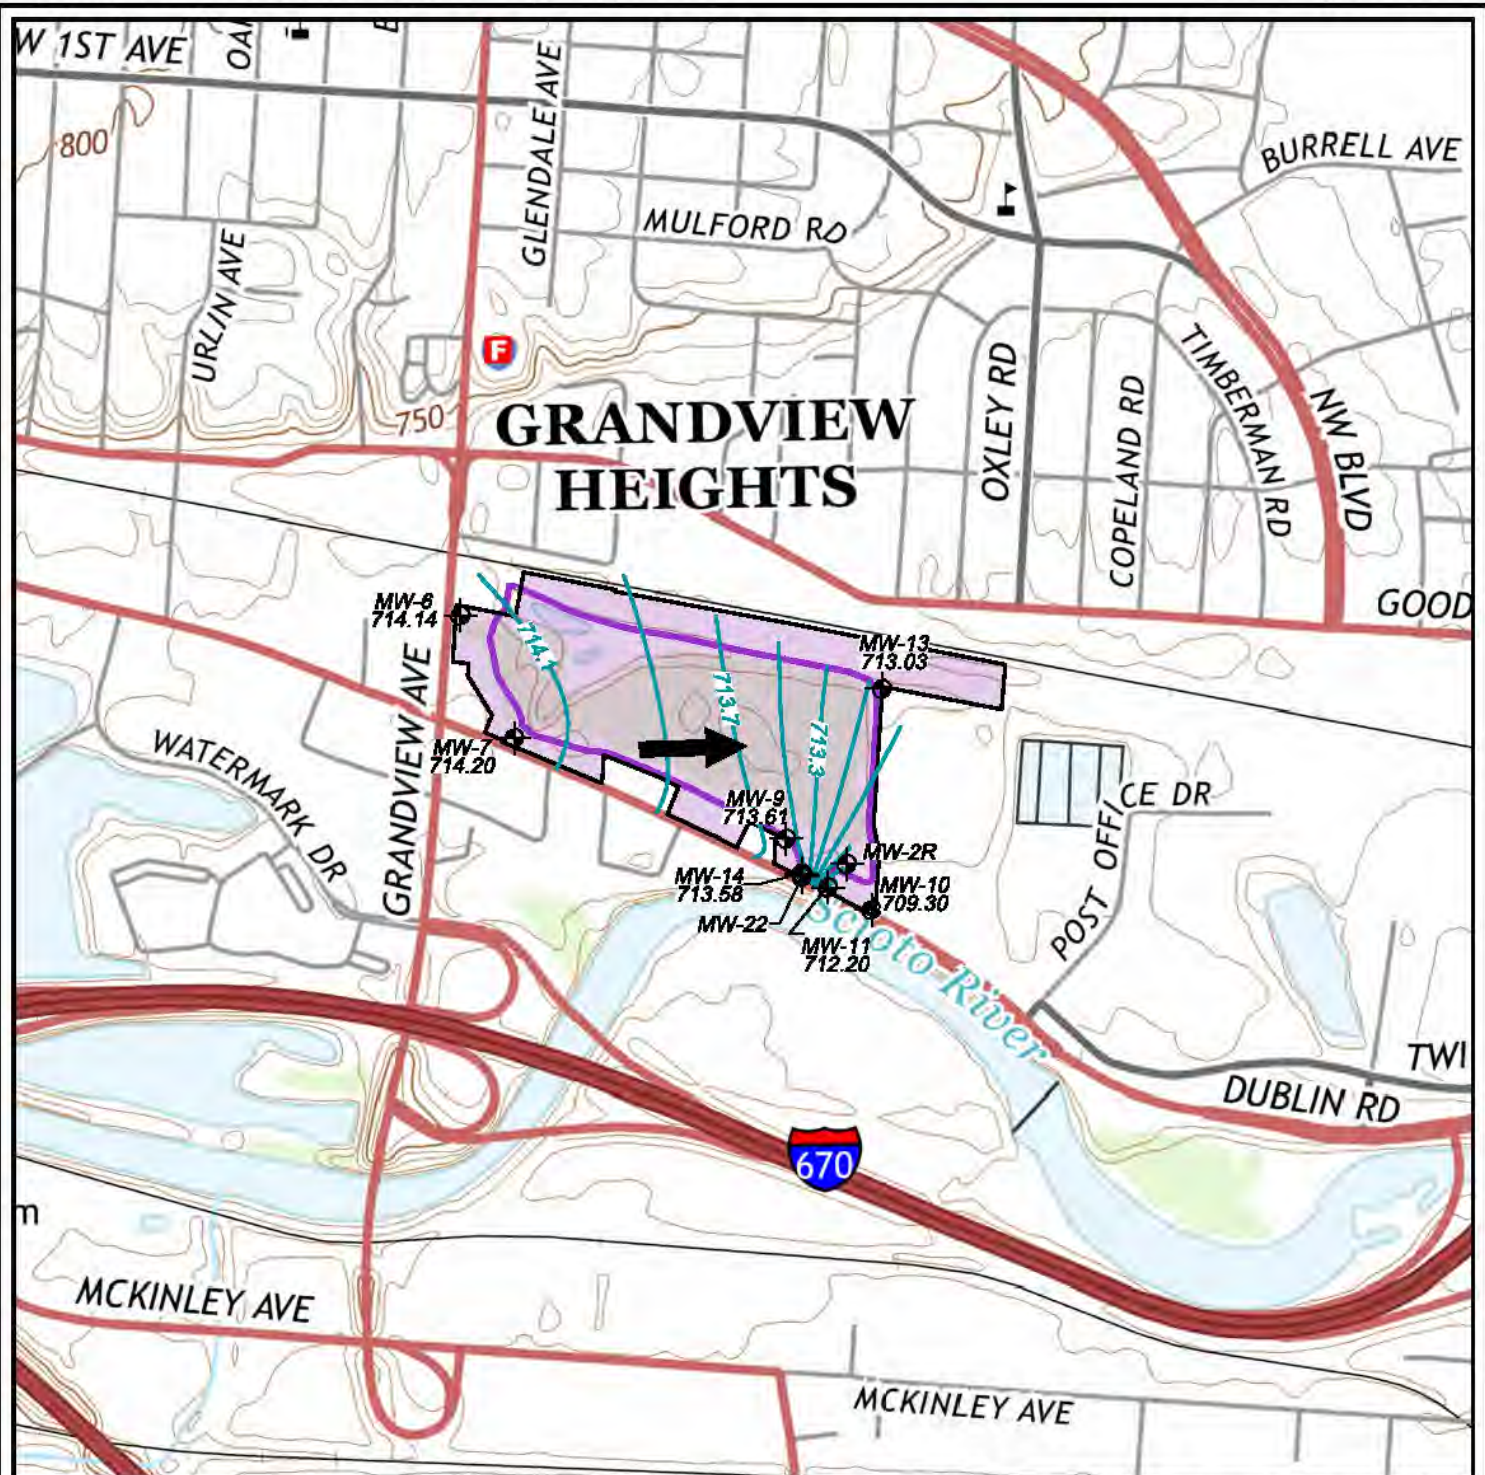 W 1ST AVE
OA
E
GLENDALE AVE
800
BURRELL AVE
MULFORD RD
URLIN AVE
F
750
GRANDVIEW
HEIGHTS
OXLEY RD
COPELAND RD
TIMBERMAN RD
NW BLVD
GOOD
MW-6
714.14
714.1
MW-13
713.03
713.7
713.3
MW-7
714.20
GRANDVIEW AVE
WATERMARK DR
MW-9
713.61
POST OFFICE DR
MW-2R
MW-14
713.58
MW-10
709.30
MW-22
MW-11
712.20
Scioto River
TWI
DUBLIN RD
670
m
MCKINLEY AVE
MCKINLEY AVE